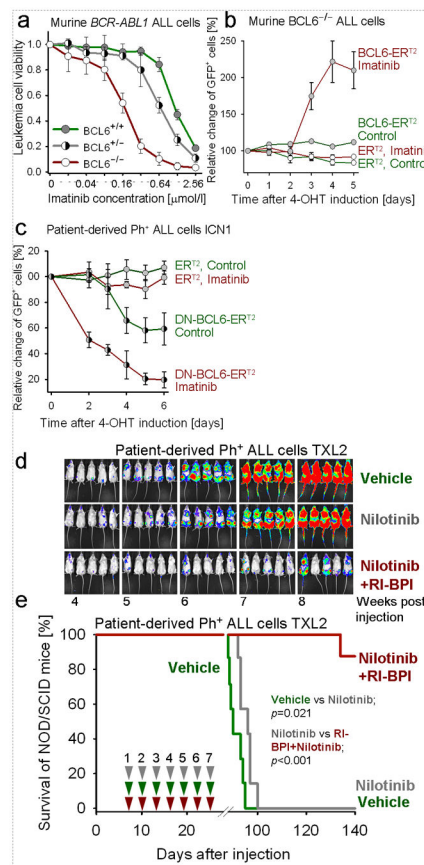 a Murine BCR-ABL1 ALL cells
Leukemia cell viability
1.0
0.8
0.6
0.4
0.2
0.0
BCL6+/+
BCL6+/-
BCL6−/−
0 0.04 0.16 0.64 2.56
Imatinib concentration [μmol/l]
b Murine BCL6−/− ALL cells
Relative change of GFP+ cells [%]
200
150
100
BCL6-ERT2
Imatinib
BCL6-ERT2
Control
ERT2, Imatinib
ERT2, Control
0 1 2 3 4 5
Time after 4-OHT induction [days]
c Patient-derived Ph+ ALL cells ICN1
Relative change of GFP+ cells [%]
100
80
60
40
20
ERT2, Control
ERT2, Imatinib
DN-BCL6-ERT2
Control
DN-BCL6-ERT2
Imatinib
0 2 3 4 5 6
Time after 4-OHT induction [days]
d Patient-derived Ph+ ALL cells TXL2
Vehicle
Nilotinib
Nilotinib
+RI-BPI
4 5 6 7 8 Weeks post
injection
e Patient-derived Ph+ ALL cells TXL2
Survival of NOD/SCID mice [%]
100
80
60
40
20
0
Vehicle
Nilotinib
+RI-BPI
Vehicle vs Nilotinib;
p=0.021
Nilotinib vs RI-
BPI+Nilotinib;
p<0.001
1 2 3 4 5 6 7
Nilotinib
Vehicle
0 10 20 100 120 140
Days after injection